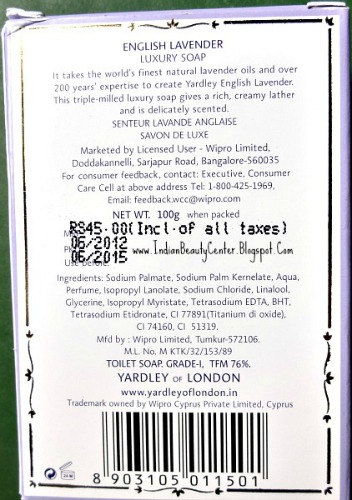 ENGLISH LAVENDER
LUXURY SOAP
It takes the world's finest natural lavender oils and over
200 years' expertise to create Yardley English Lavender.
This triple-milled luxury soap gives a rich, creamy lather
and is delicately scented.
SENTEUR LAVANDE ANGLAISE
SAVON DE LUXE
Marketed by Licensed User - Wipro Limited,
Doddakannelli, Sarjapur Road, Bangalore-560035
For consumer feedback, contact: Executive, Consumer
Care Cell at above address Tel: 1-800-425-1969,
Email: feedback.wcc@wipro.com
NET WT. 100g when packed
RS45.00(Incl.of all taxes)
06/2012
www.IndianBeautyCenter.Blogspot.Com
Use before:
06/2015
Ingredients: Sodium Palmate, Sodium Palm Kernelate, Aqua,
Perfume, Isopropyl Lanolate, Sodium Chloride, Linalool,
Glycerine, Isopropyl Myristate, Tetrasodium EDTA, BHT,
Tetrasodium Etidronate, CI 77891(Titanium di oxide),
CI 74160, CI 51319.
Mfd by : Wipro Limited, Tumkur-572106.
M.L. No. M KTK/32/153/89
TOILET SOAP. GRADE-I, TFM 76%.
YARDLEY OF LONDON
www.yardleyoflondon.in
Trademark owned by Wipro Cyprus Private Limited, Cyprus
8 903105 011501